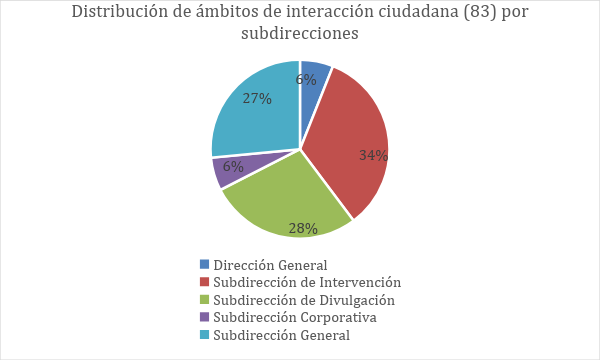 Distribución de ámbitos de interacción ciudadana (83) por
subdirecciones
6%
27%
34%
6%
28%
Dirección General
Subdirección de Intervención
Subdirección de Divulgación
Subdirección Corporativa
Subdirección General